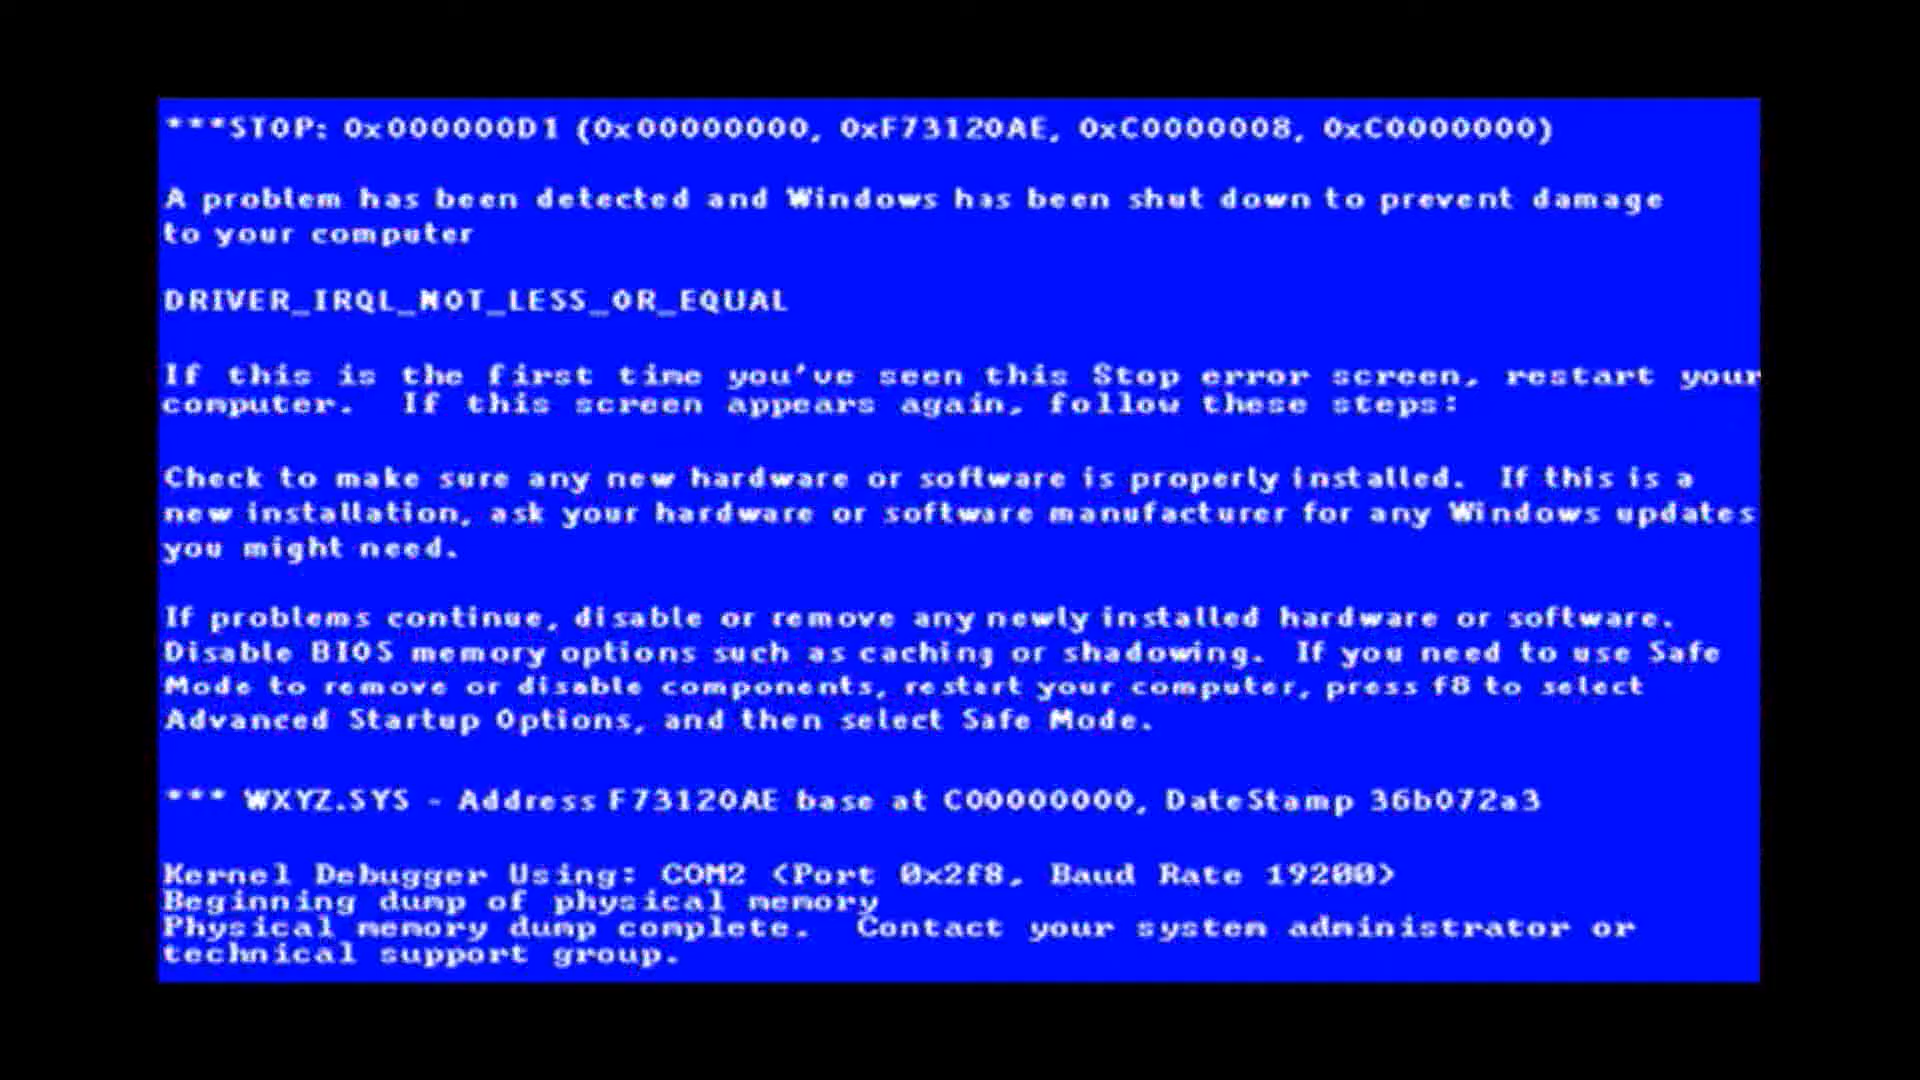 ***STOP: 0x000000D1 (0x00000000, 0xF73120AE, 0xC0000008, 0xC0000000)
A problem has been detected and Windows has been shut down to prevent damage
to your computer
DRIVER_IRQL_NOT_LESS_OR_EQUAL
If this is the first time you've seen this Stop error screen, restart your
computer.  If this screen appears again, follow these steps:
Check to make sure any new hardware or software is properly installed.  If this is a
new installation, ask your hardware or software manufacturer for any Windows updates
you might need.
If problems continue, disable or remove any newly installed hardware or software.
Disable BIOS memory options such as caching or shadowing.  If you need to use Safe
Mode to remove or disable components, restart your computer, press f8 to select
Advanced Startup Options, and then select Safe Mode.
*** WXYZ.SYS - Address F73120AE base at C00000000, DateStamp 36b072a3
Kernel Debugger Using: COM2 (Port 0x2f8, Baud Rate 19200)
Beginning dump of physical memory
Physical memory dump complete.  Contact your system administrator or
technical support group.